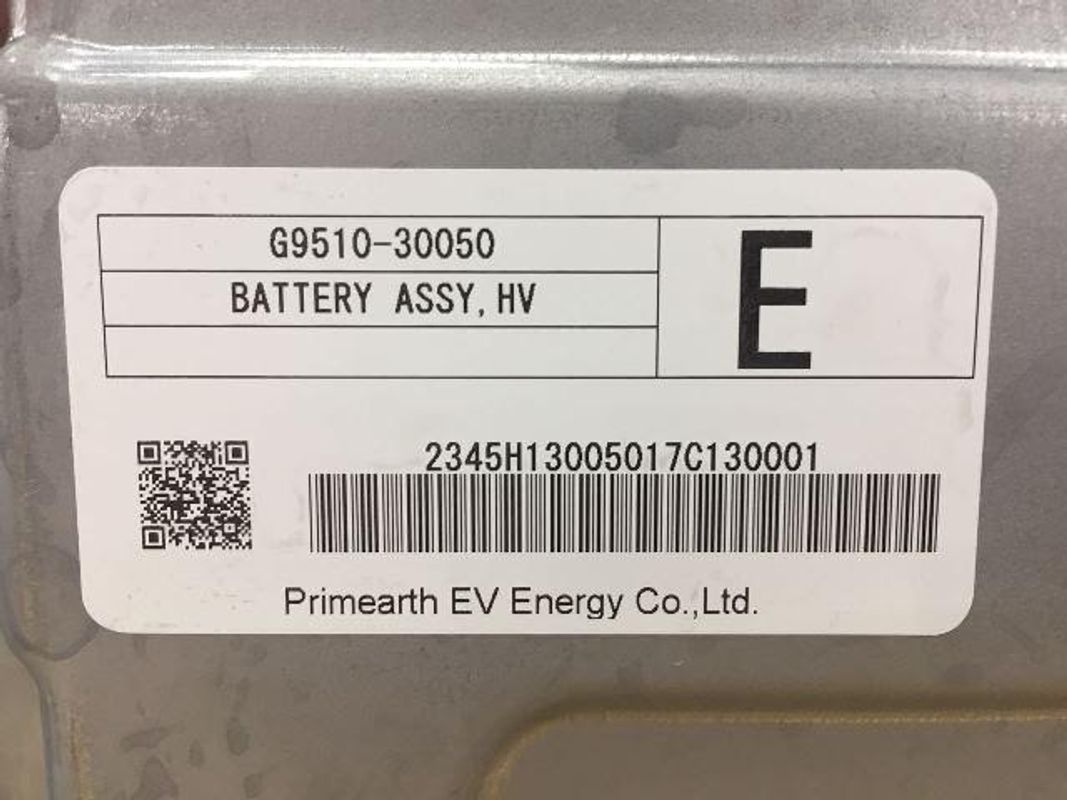 G9510-30050
BATTERY ASSY,HV
E
2345H13005017C130001
Primearth EV Energy Co.,Ltd.